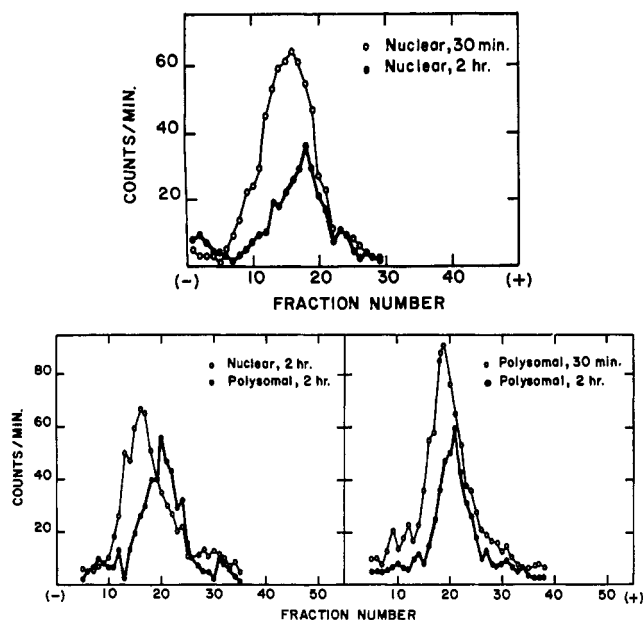 60
40
20
COUNTS/MIN.
Nuclear, 30 min.
Nuclear, 2 hr.
(-) 10 20 30 40 (+)
FRACTION NUMBER
80
60
40
20
COUNTS/MIN.
Nuclear, 2 hr.
Polysomal, 2 hr.
Polysomal, 30 min.
Polysomal, 2 hr.
(-) 10 20 30 40 50 10 20 30 40 50 (+)
FRACTION NUMBER